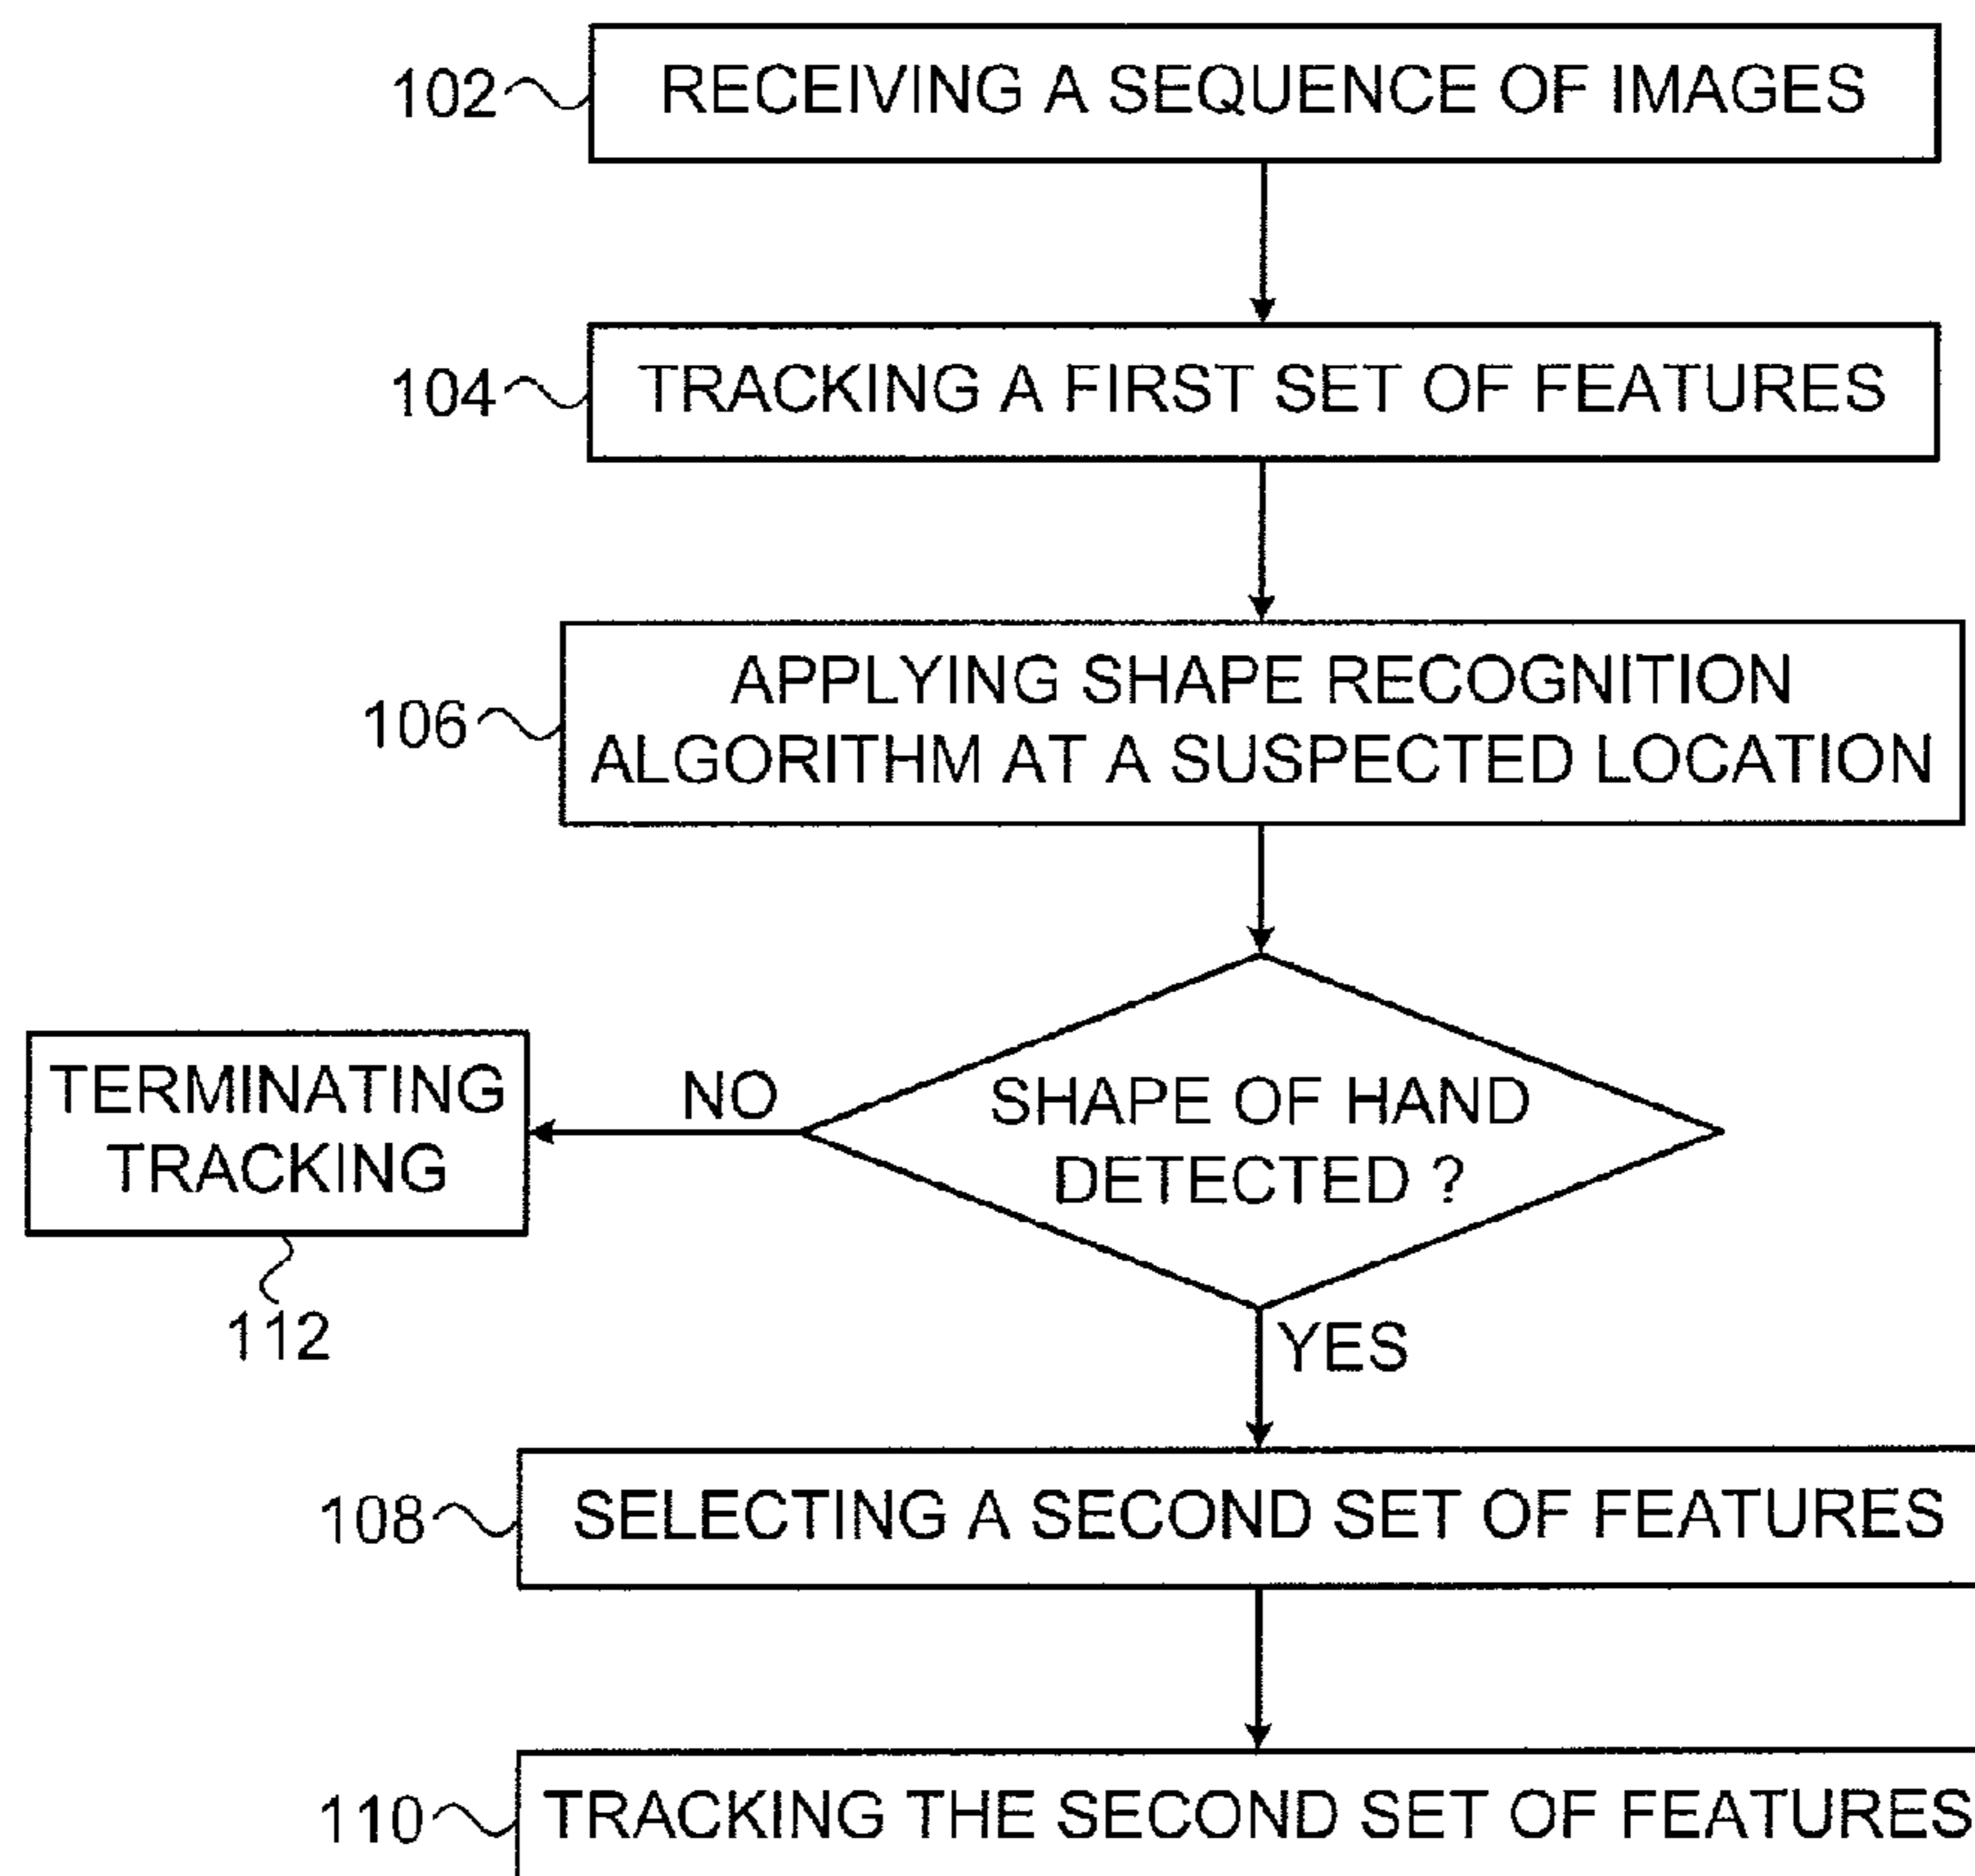 102 RECEIVING A SEQUENCE OF IMAGES
104 TRACKING A FIRST SET OF FEATURES
106 APPLYING SHAPE RECOGNITION
ALGORITHM AT A SUSPECTED LOCATION
SHAPE OF HAND
DETECTED ?
NO
TERMINATING
TRACKING
112
YES
108 SELECTING A SECOND SET OF FEATURES
110 TRACKING THE SECOND SET OF FEATURES